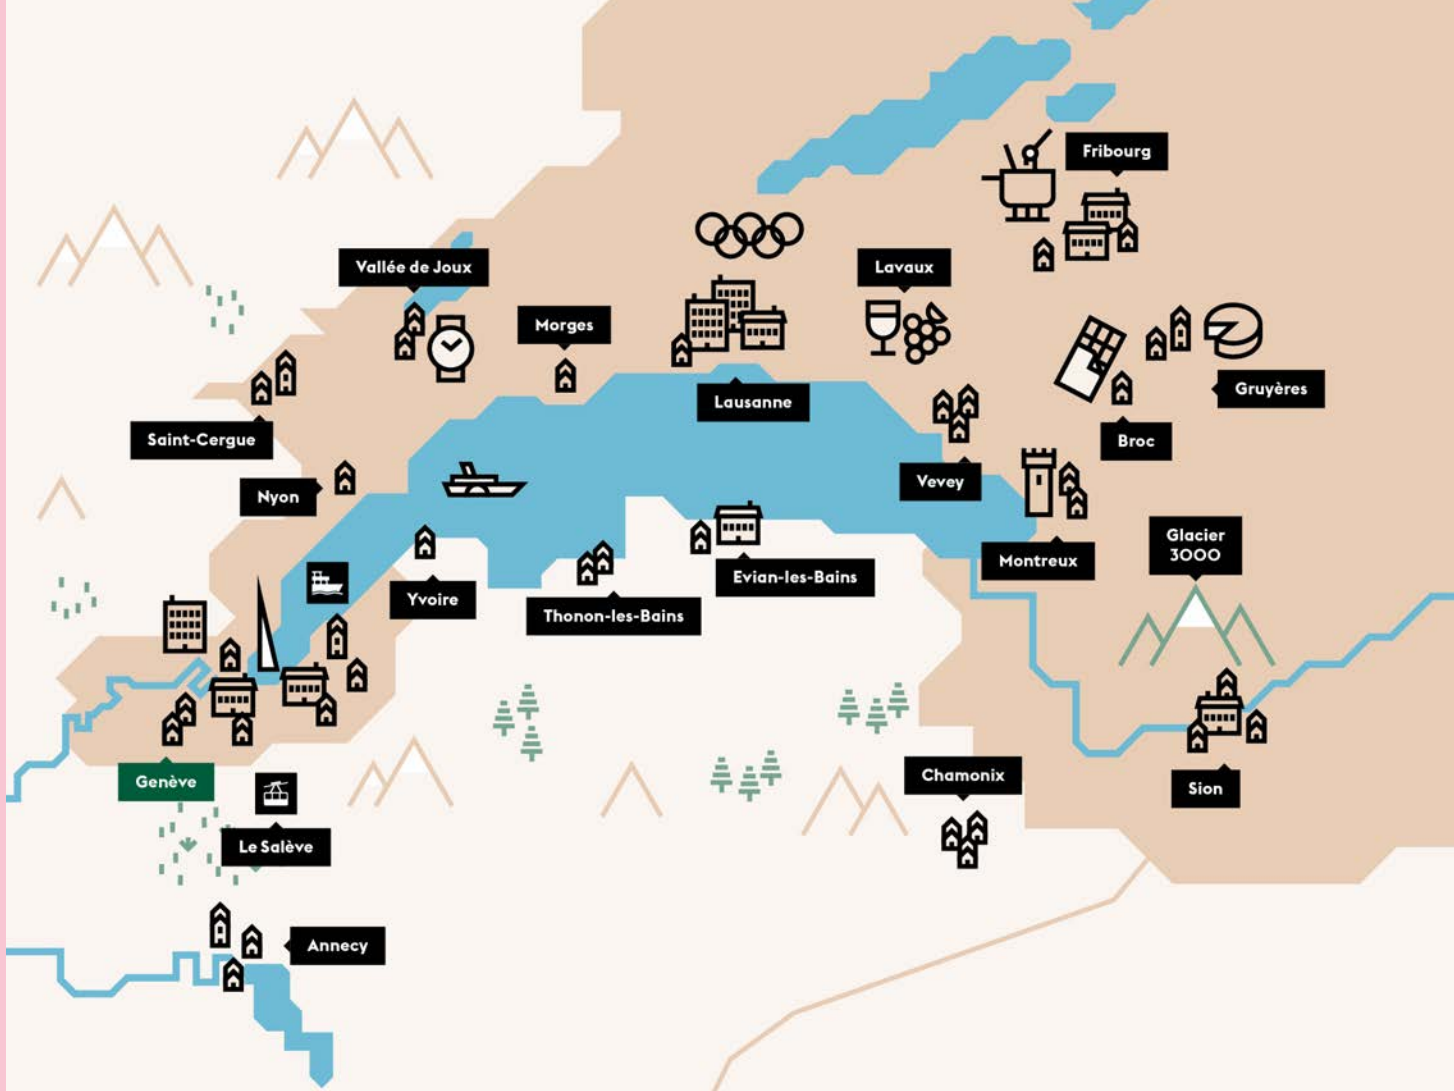 Fribourg
Vallée de Joux
Lavaux
Morges
Gruyères
Lausanne
Saint-Cergue
Broc
Vevey
Nyon
Glacier
3000
Montreux
Evian-les-Bains
Yvoire
Thonon-les-Bains
Chamonix
Genève
Sion
Le Salève
Annecy